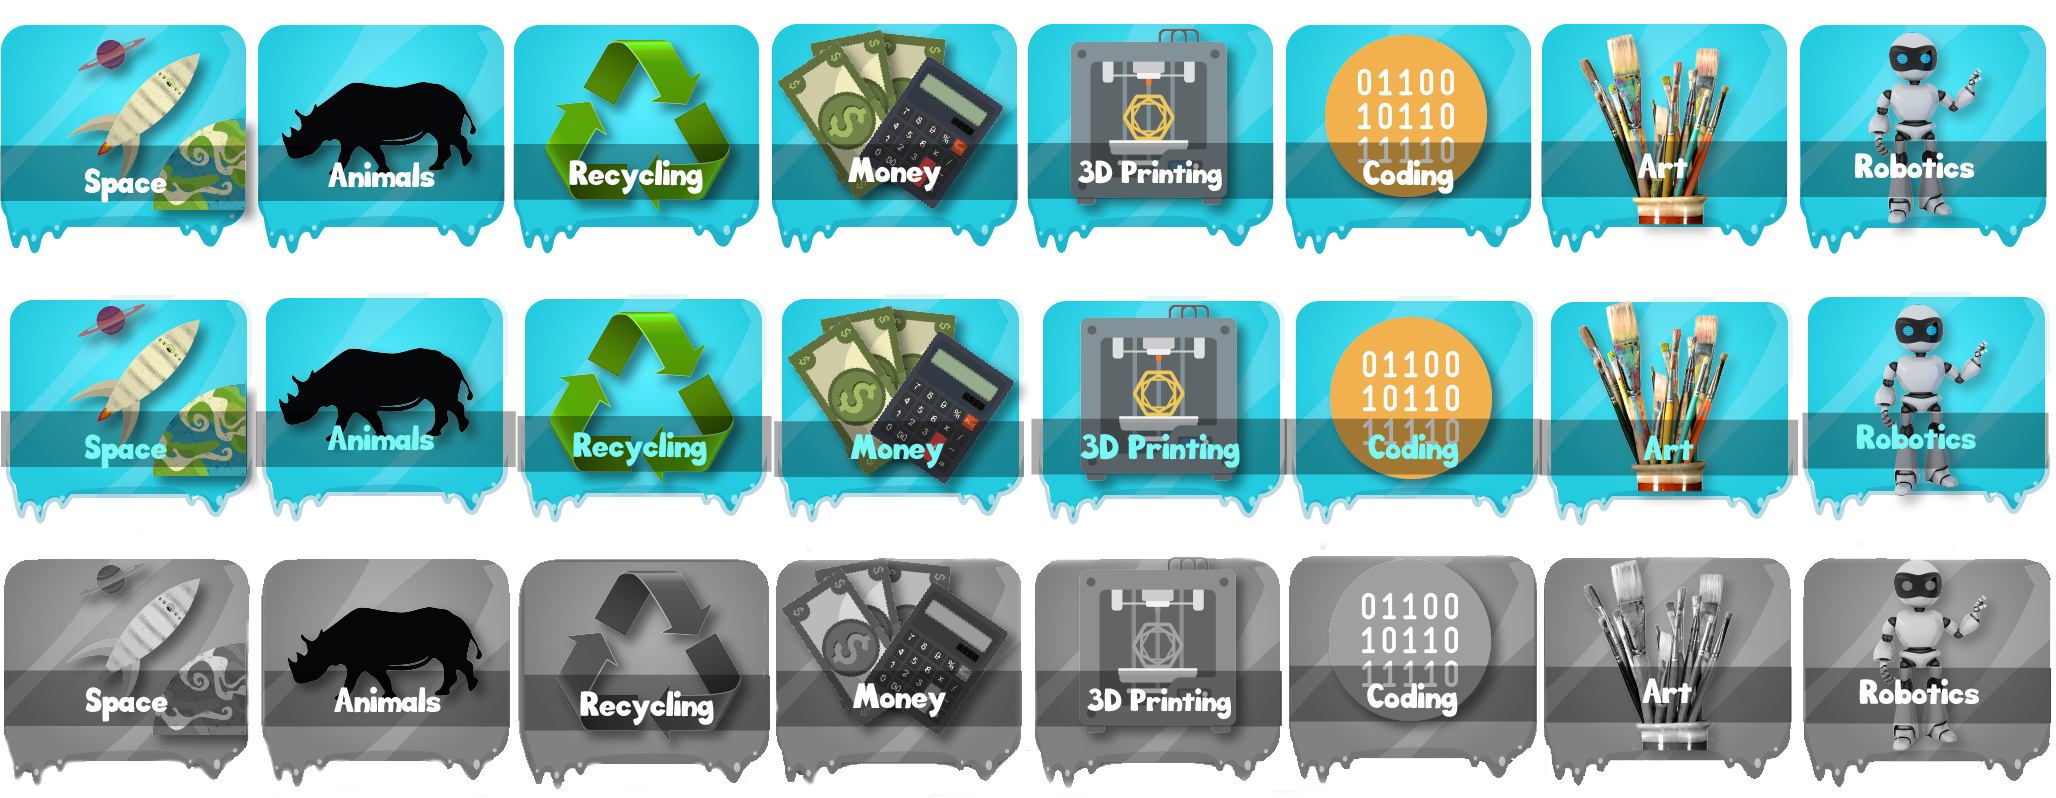 Space
Animals
Recycling
Money
3D Printing
01100
10110
11110
Coding
Art
Robotics
Space
Animals
Recycling
Money
3D Printing
01100
10110
11110
Coding
Art
Robotics
Space
Animals
Recycling
Money
3D Printing
01100
10110
11110
Coding
Art
Robotics